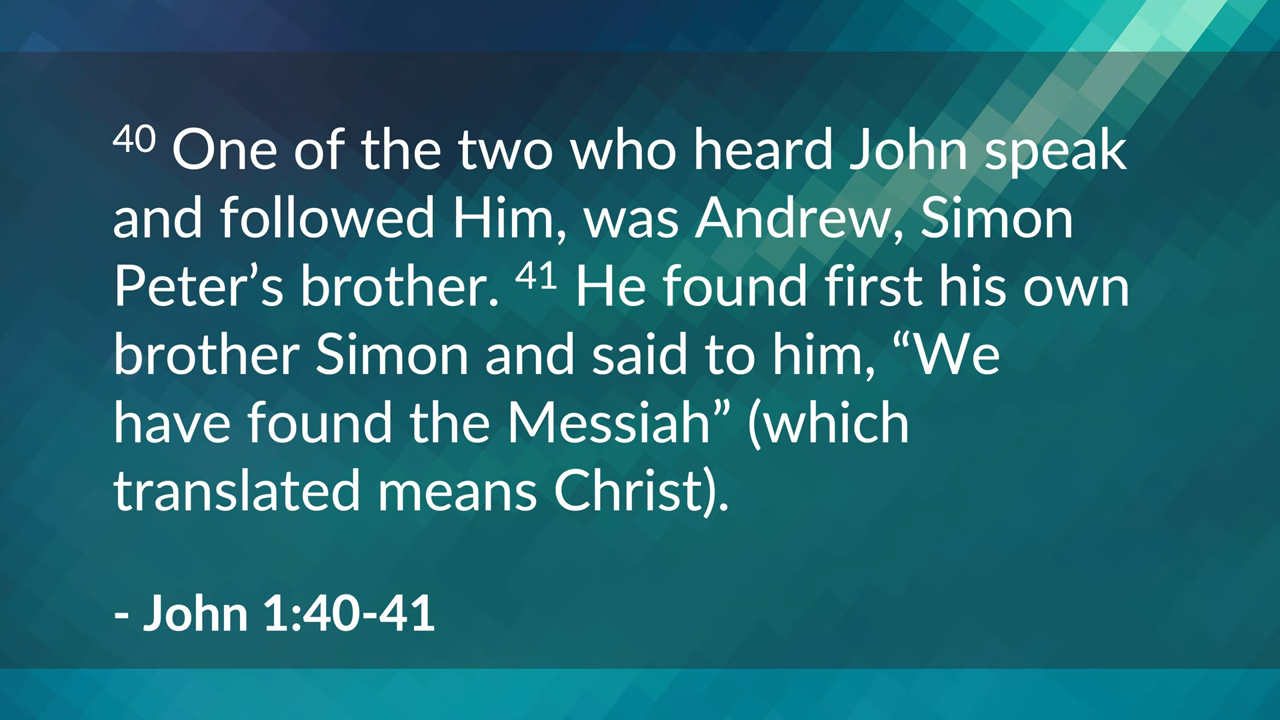 40 One of the two who heard John speak
and followed Him, was Andrew, Simon
Peter’s brother. 41 He found first his own
brother Simon and said to him, “We
have found the Messiah” (which
translated means Christ).
- John 1:40-41